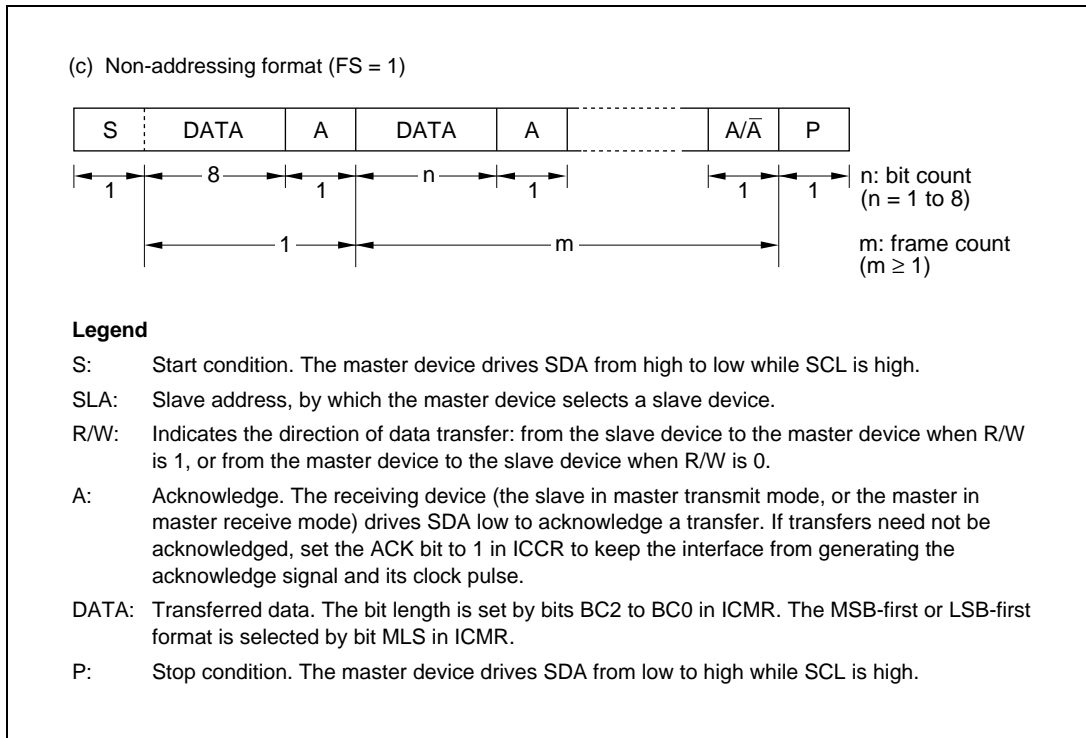 (c) Non-addressing format (FS = 1)
S DATA A DATA A A/A̅ P
1 8 1 n 1 1 1
n: bit count
(n = 1 to 8)
1 m
m: frame count
(m ≥ 1)
Legend
S: Start condition. The master device drives SDA from high to low while SCL is high.
SLA: Slave address, by which the master device selects a slave device.
R/W: Indicates the direction of data transfer: from the slave device to the master device when R/W
is 1, or from the master device to the slave device when R/W is 0.
A: Acknowledge. The receiving device (the slave in master transmit mode, or the master in
master receive mode) drives SDA low to acknowledge a transfer. If transfers need not be
acknowledged, set the ACK bit to 1 in ICCR to keep the interface from generating the
acknowledge signal and its clock pulse.
DATA: Transferred data. The bit length is set by bits BC2 to BC0 in ICMR. The MSB-first or LSB-first
format is selected by bit MLS in ICMR.
P: Stop condition. The master device drives SDA from low to high while SCL is high.